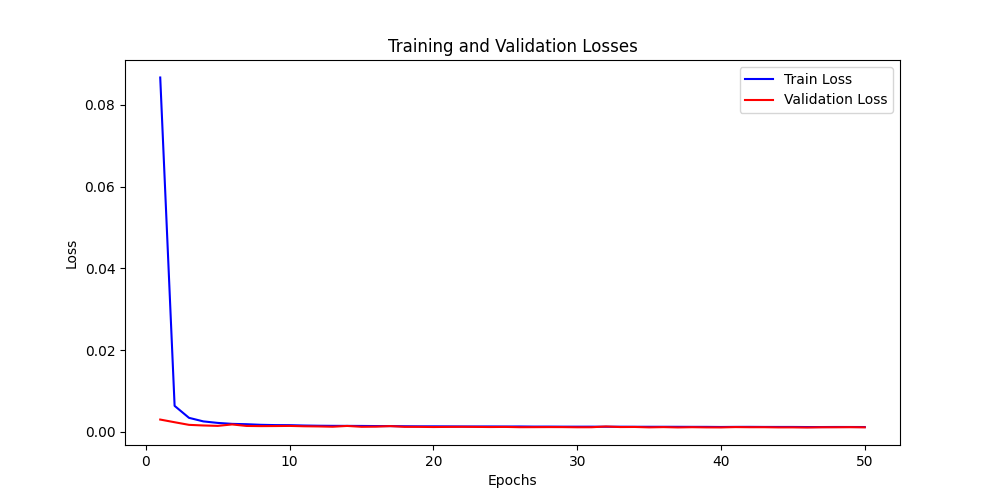 Training and Validation Losses
Train Loss
Validation Loss
0.08
0.06
0.04
0.02
0.00
Loss
0 10 20 30 40 50
Epochs